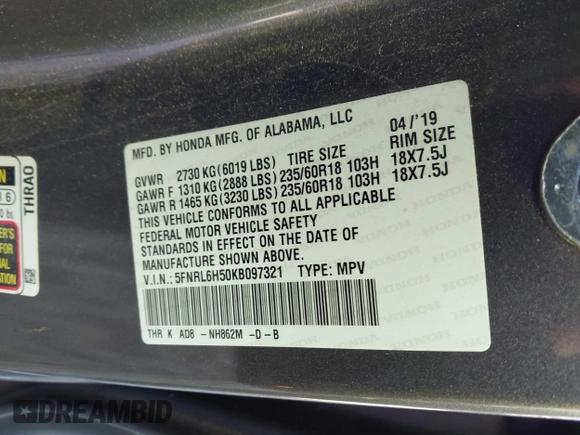 MFD. BY HONDA MFG. OF ALABAMA, LLC 04/'19
GVWR 2730 KG(6019 LBS) TIRE SIZE RIM SIZE
GAWR F 1310 KG(2888 LBS)235/60R18 103H 18X7.5J
GAWR R 1465 KG(3230 LBS)235/60R18 103H 18X7.5J
THIS VEHICLE CONFORMS TO ALL APPLICABLE
FEDERAL MOTOR VEHICLE SAFETY
STANDARDS IN EFFECT ON THE DATE OF
MANUFACTURE SHOWN ABOVE.
V.I.N.: 5FNRL6H50KB097321 TYPE: MPV
THR K AD8 -NH862M -D-B
THRAO
DREAMBID